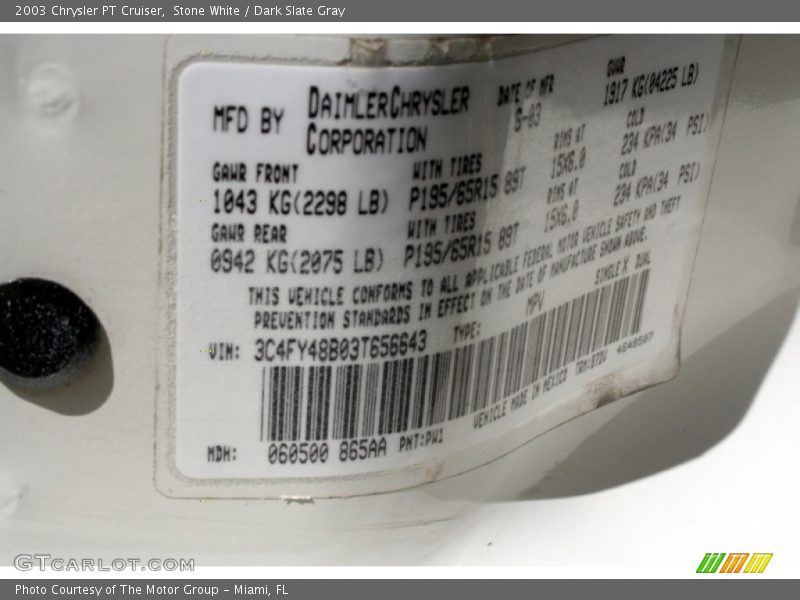 2003 Chrysler PT Cruiser, Stone White / Dark Slate Gray
MFD BY DAIMLERCHRYSLER CORPORATION
DATE OF MFR
GVWR
1917 KG(04225 LB)
GAWR FRONT WITH TIRES RIMS AT COLD
1043 KG(2298 LB) P195/65R15 89T 15X6.0 234 KPA(34 PSI)
GAWR REAR WITH TIRES RIMS AT COLD
0942 KG(2075 LB) P195/65R15 89T 15X6.0 234 KPA(34 PSI)
THIS VEHICLE CONFORMS TO ALL APPLICABLE FEDERAL MOTOR VEHICLE SAFETY AND THEFT
PREVENTION STANDARDS IN EFFECT ON THE DATE OF MANUFACTURE SHOWN ABOVE.
VIN: 3C4FY48B03T656643 TYPE: MPV SINGLE X DUAL
VEHICLE MADE IN MEXICO
MDH: 060500 865AA PNT:PW1
GTCARLOT.COM
Photo Courtesy of The Motor Group - Miami, FL